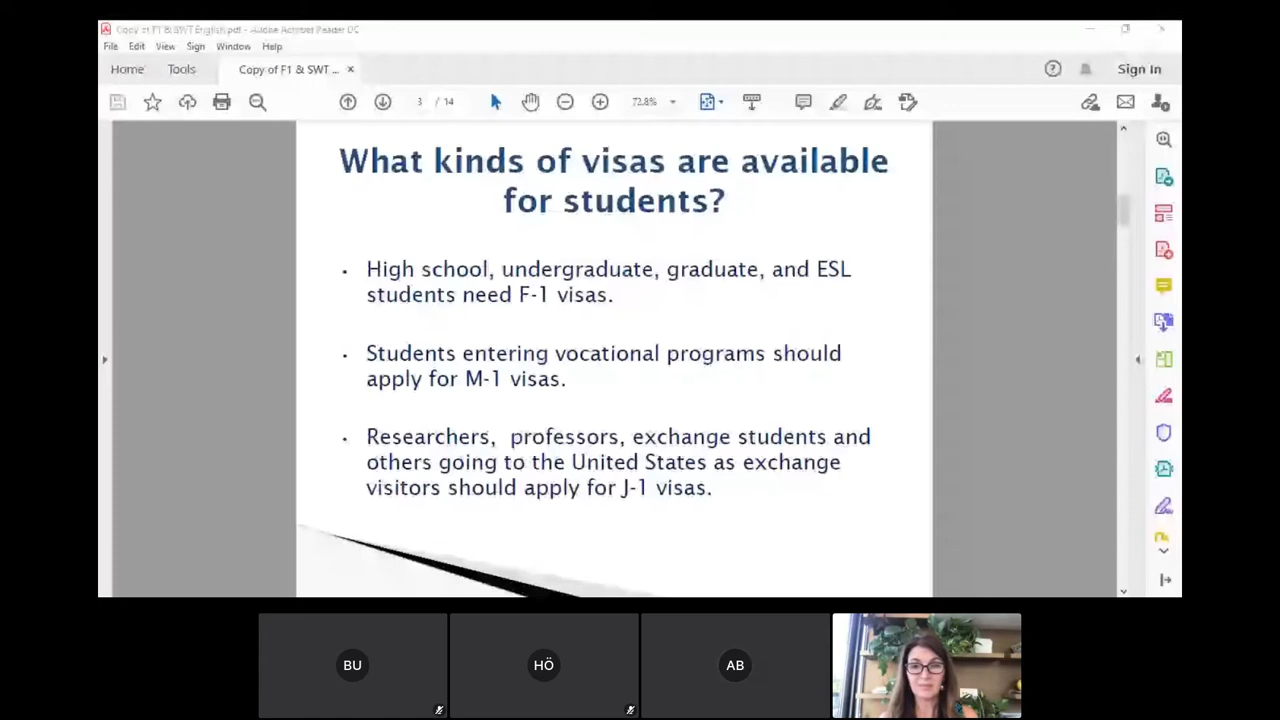 Copy of F1 & SWT English.pdf - Adobe Acrobat Reader DC
File Edit View Sign Window Help
Home Tools Copy of F1 & SWT ... × Sign In
3 / 14 72.8%
What kinds of visas are available
for students?
• High school, undergraduate, graduate, and ESL
students need F-1 visas.
• Students entering vocational programs should
apply for M-1 visas.
• Researchers, professors, exchange students and
others going to the United States as exchange
visitors should apply for J-1 visas.
BU HÖ AB